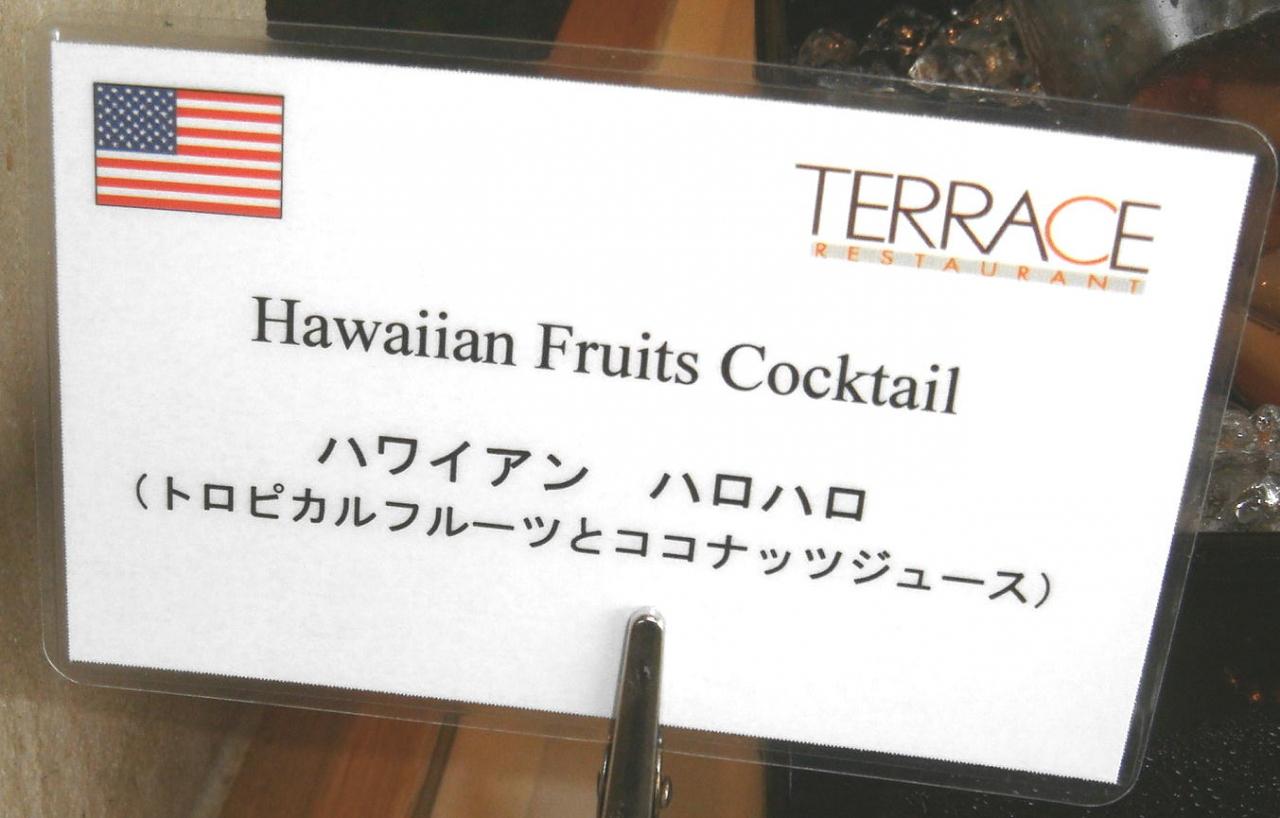 TERRACE
RESTAURANT
Hawaiian Fruits Cocktail
ハワイアン　ハロハロ
（トロピカルフルーツとココナッツジュース）